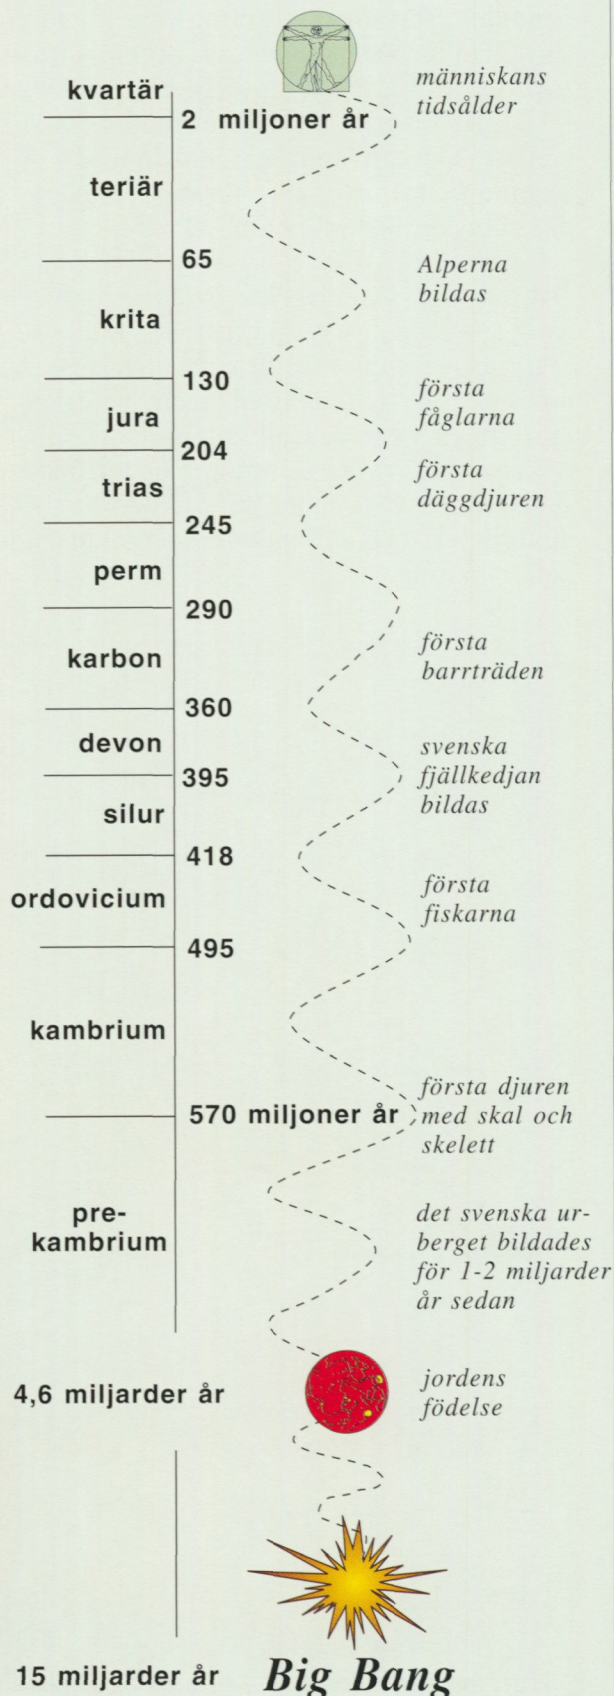 kvartär
människans
tidsålder
2 miljoner år
teriär
65
Alperna
bildas
krita
130
första
fåglarna
jura
204
första
däggdjuren
trias
245
perm
290
första
barrträden
karbon
360
devon
svenska
fjällkedjan
bildas
395
silur
418
ordovicium
första
fiskarna
495
kambrium
570 miljoner år
första djuren
med skal och
skelett
pre-
kambrium
det svenska ur-
berget bildades
för 1-2 miljarder
år sedan
4,6 miljarder år
jordens
födelse
15 miljarder år
Big Bang